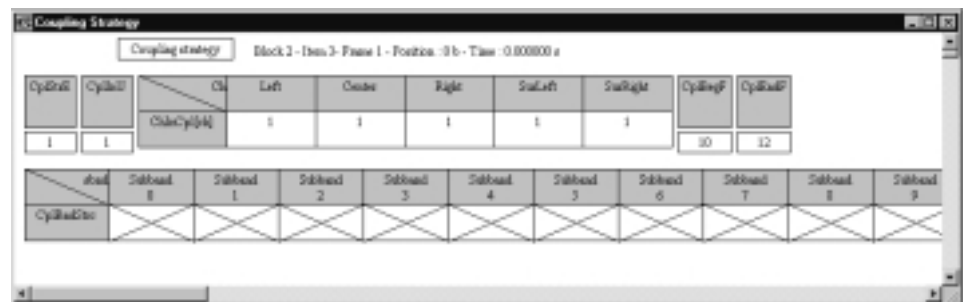 Coupling Strategy
Coupling strategy Block 2 - Item 3- Frame 1 - Position : 0 b - Time : 0.000000 s
CplStrE CplInU Ch Left Center Right SurLeft SurRight CplBegF CplEndF
ChInCpl[ch] 1 1 1 1 1
1 1 10 12
sbnd Subband 0 Subband 1 Subband 2 Subband 3 Subband 4 Subband 5 Subband 6 Subband 7 Subband 8 Subband 9
CplBndStrc